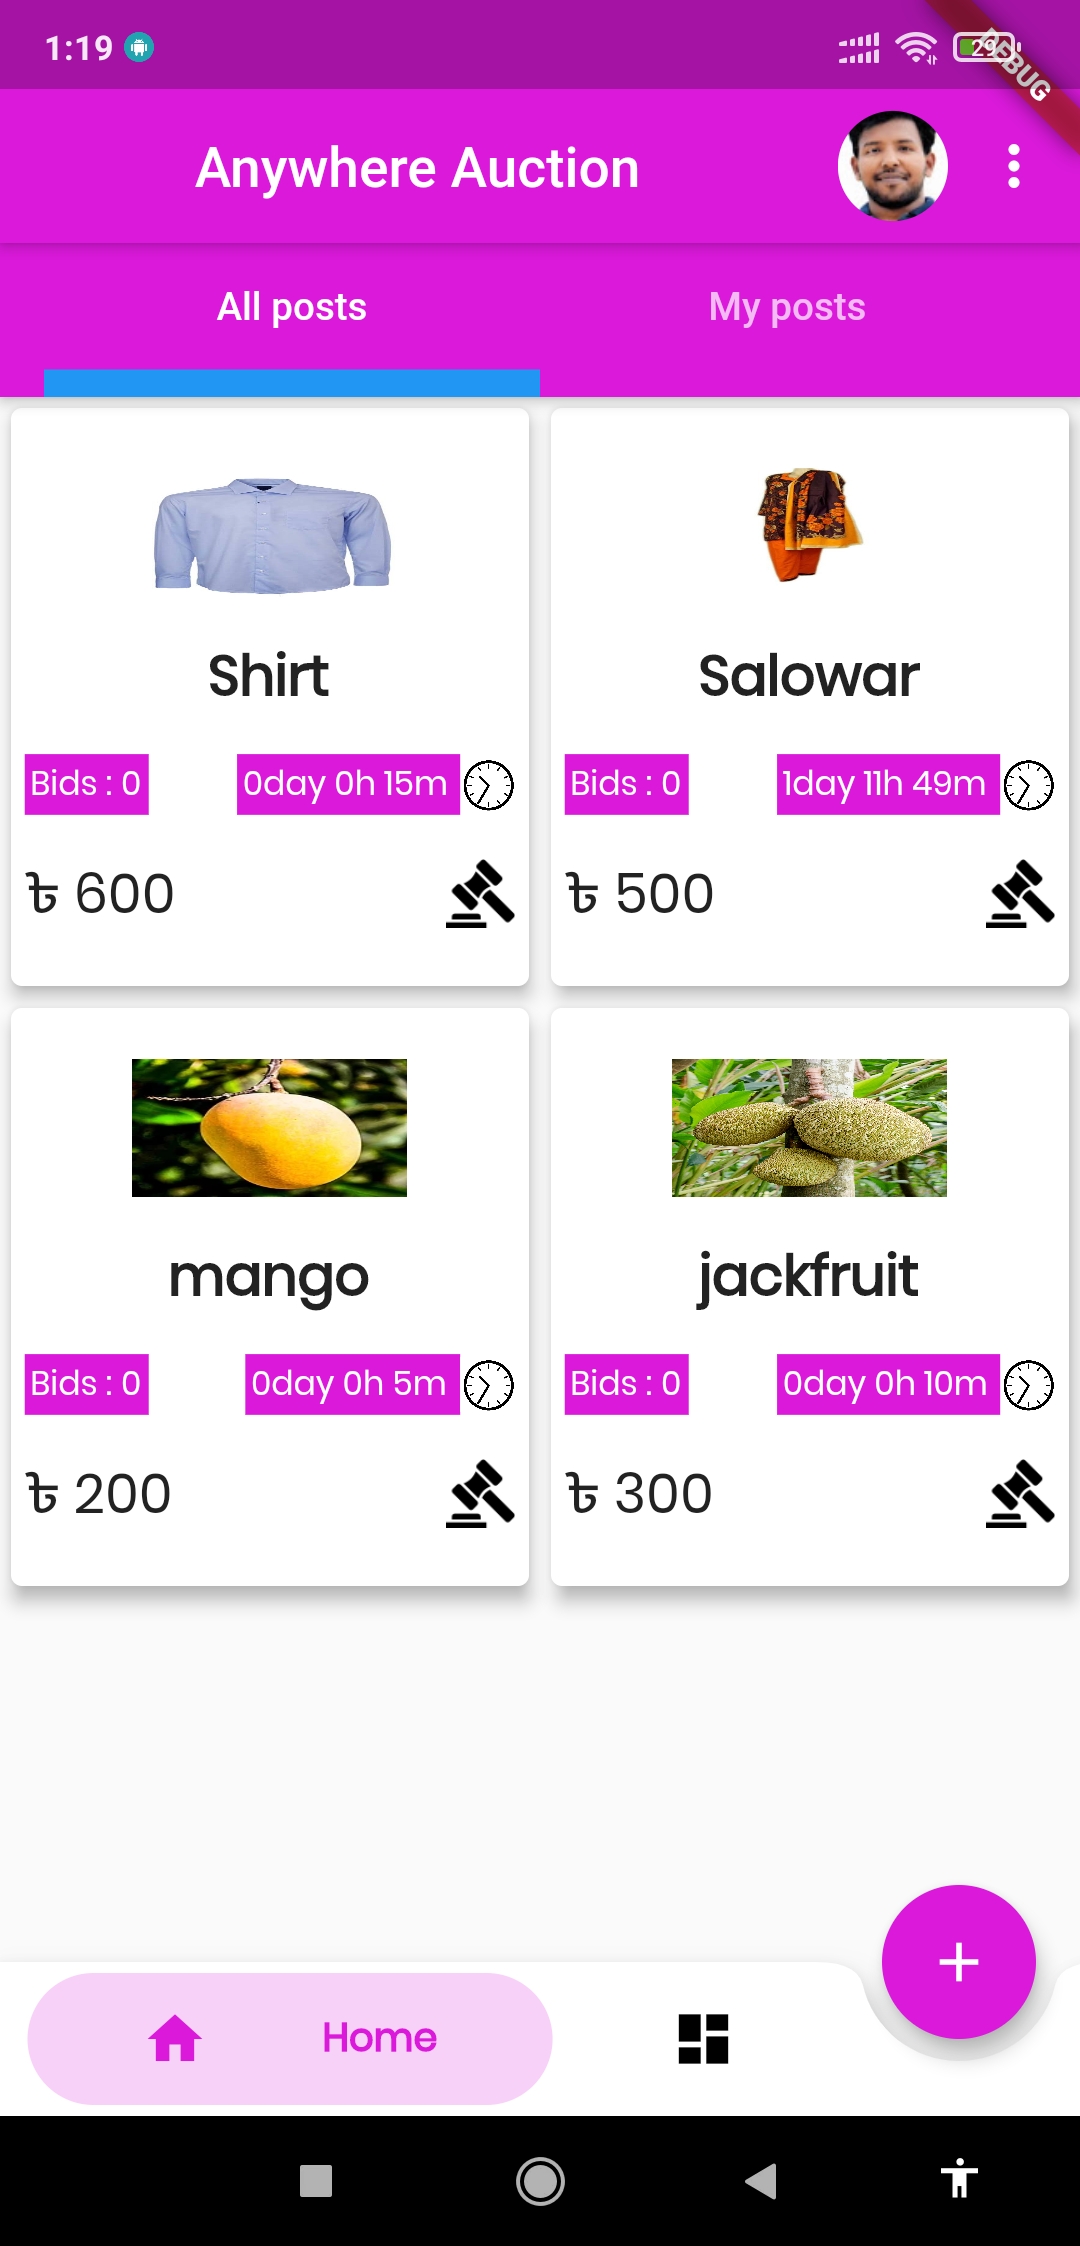 1:19
29
DEBUG
Anywhere Auction
All posts
My posts
Shirt
Bids : 0
0day 0h 15m
৳ 600
Salowar
Bids : 0
1day 11h 49m
৳ 500
mango
Bids : 0
0day 0h 5m
৳ 200
jackfruit
Bids : 0
0day 0h 10m
৳ 300
Home